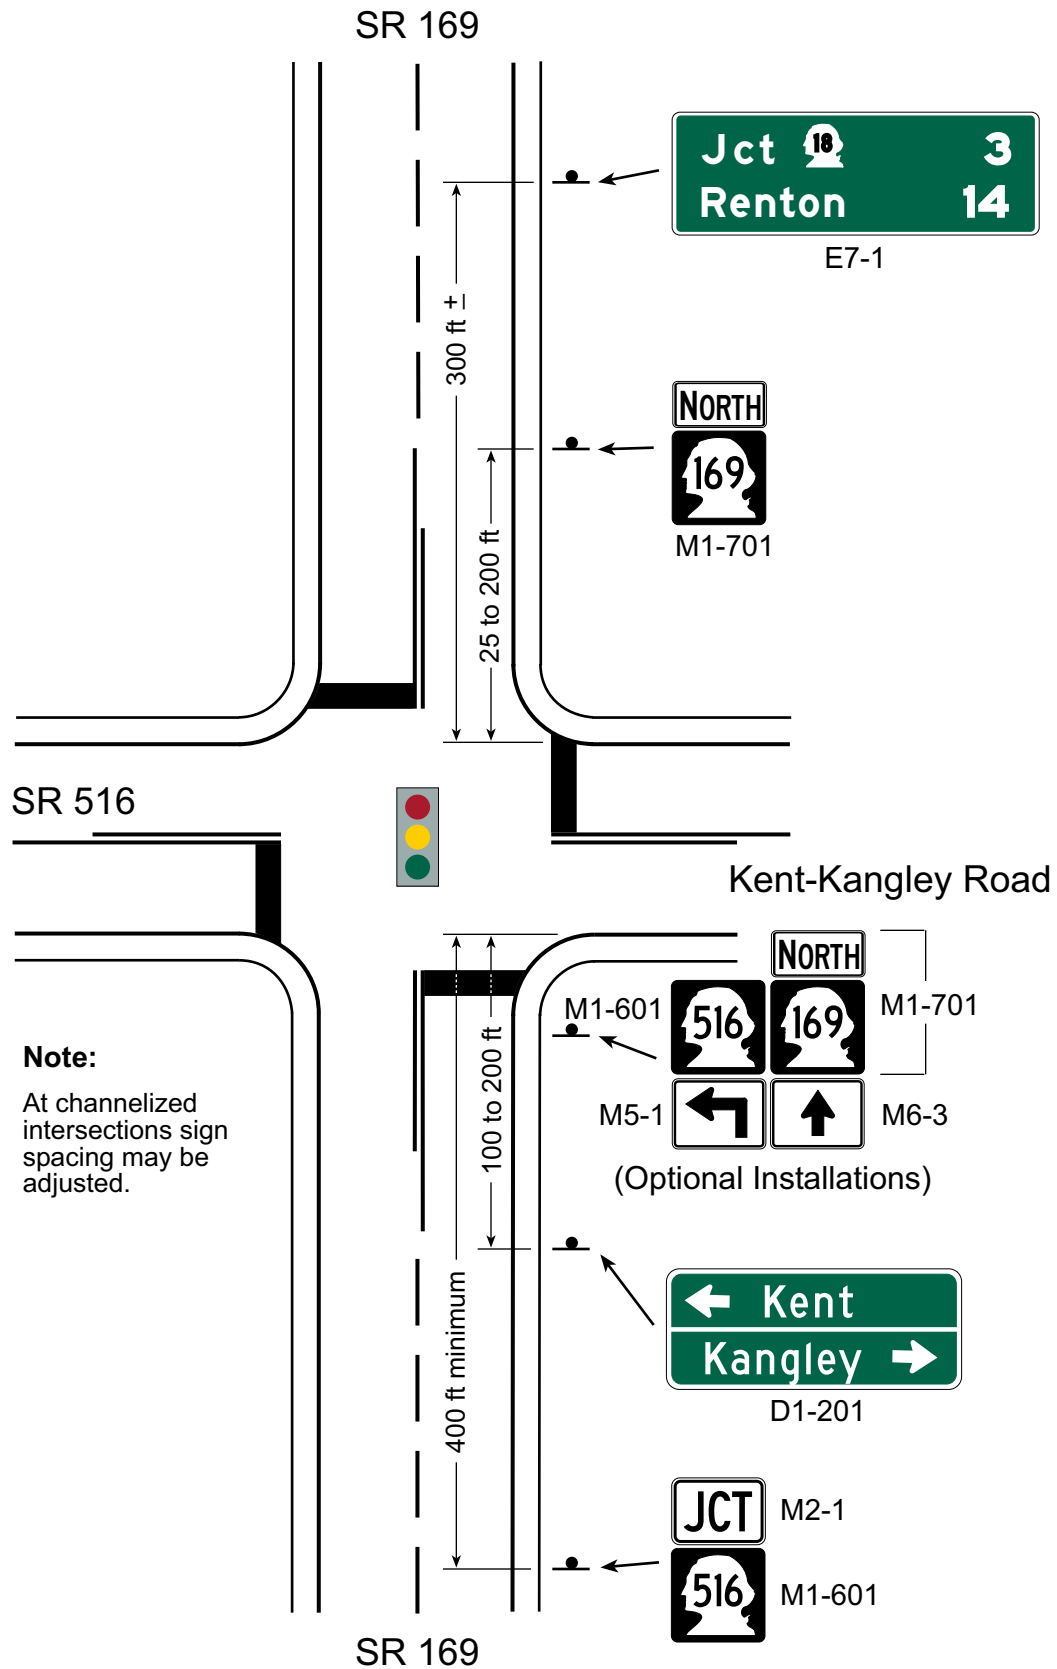 SR 169
Jct 18 3
Renton 14
E7-1
300 ft ±
NORTH
169
M1-701
25 to 200 ft
SR 516
Kent-Kangley Road
NORTH
M1-601
516
169
M1-701
M5-1
M6-3
(Optional Installations)
Note:
At channelized
intersections sign
spacing may be
adjusted.
100 to 200 ft
400 ft minimum
Kent
Kangley
D1-201
JCT
M2-1
516
M1-601
SR 169